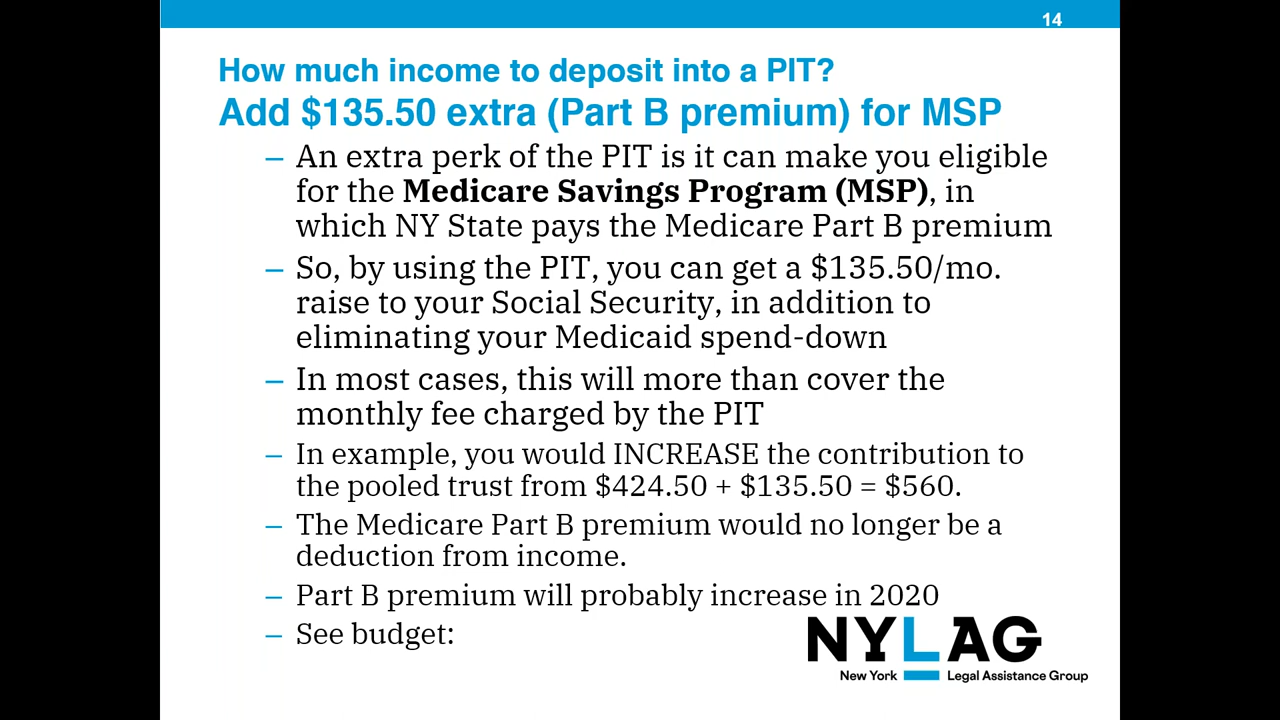 14
How much income to deposit into a PIT?
Add $135.50 extra (Part B premium) for MSP
– An extra perk of the PIT is it can make you eligible
for the Medicare Savings Program (MSP), in
which NY State pays the Medicare Part B premium
– So, by using the PIT, you can get a $135.50/mo.
raise to your Social Security, in addition to
eliminating your Medicaid spend-down
– In most cases, this will more than cover the
monthly fee charged by the PIT
– In example, you would INCREASE the contribution to
the pooled trust from $424.50 + $135.50 = $560.
– The Medicare Part B premium would no longer be a
deduction from income.
– Part B premium will probably increase in 2020
– See budget:
NYLAG
New York Legal Assistance Group